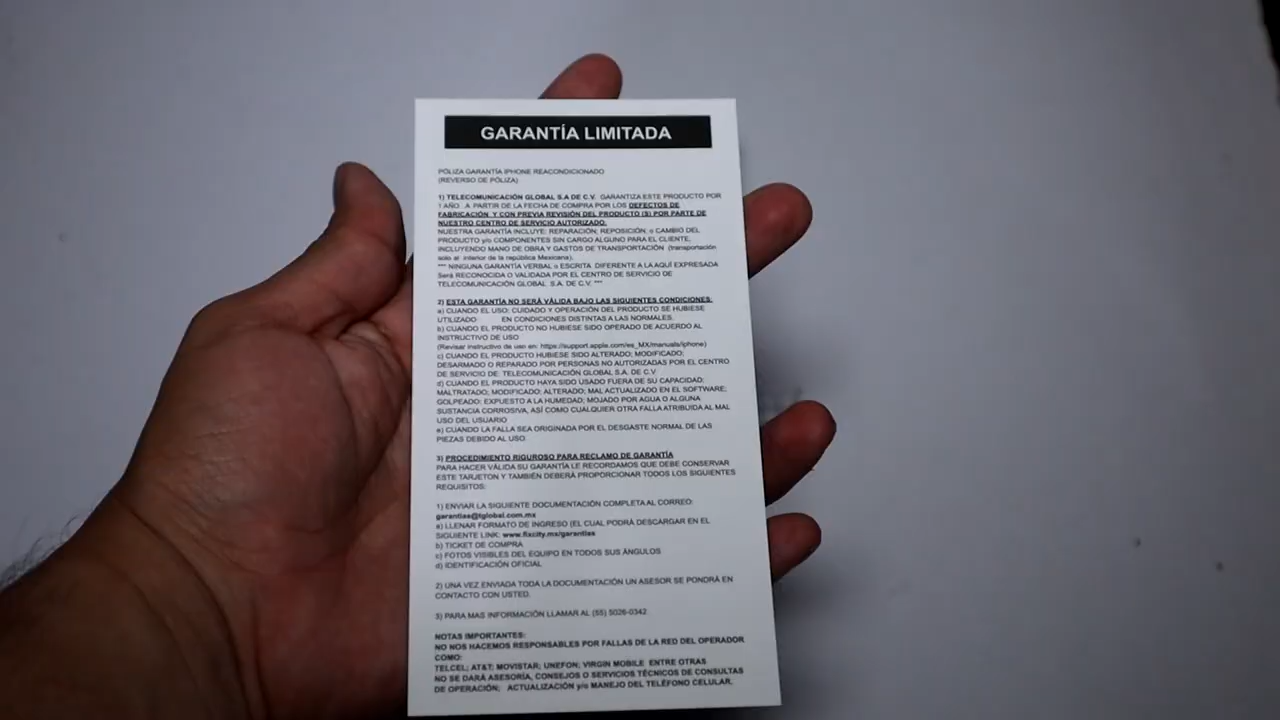 GARANTÍA LIMITADA
PÓLIZA GARANTÍA IPHONE REACONDICIONADO
(REVERSO DE PÓLIZA)
1) TELECOMUNICACIÓN GLOBAL S.A DE C.V. GARANTIZA ESTE PRODUCTO POR
1 AÑO. A PARTIR DE LA FECHA DE COMPRA POR LOS DEFECTOS DE
FABRICACIÓN Y CON PREVIA REVISIÓN DEL PRODUCTO (S) POR PARTE DE
NUESTRO CENTRO DE SERVICIO AUTORIZADO.
NUESTRA GARANTÍA INCLUYE: REPARACIÓN; REPOSICIÓN; o CAMBIO DEL
PRODUCTO y/o COMPONENTES SIN CARGO ALGUNO PARA EL CLIENTE;
INCLUYENDO MANO DE OBRA Y GASTOS DE TRANSPORTACIÓN (transportación
solo al interior de la república Mexicana).
*** NINGUNA GARANTÍA VERBAL o ESCRITA DIFERENTE A LA AQUÍ EXPRESADA
Será RECONOCIDA O VALIDADA POR EL CENTRO DE SERVICIO DE
TELECOMUNICACIÓN GLOBAL S.A. DE C.V. ***
2) ESTA GARANTÍA NO SERÁ VÁLIDA BAJO LAS SIGUIENTES CONDICIONES:
a) CUANDO EL USO; CUIDADO Y OPERACIÓN DEL PRODUCTO SE HUBIESE
UTILIZADO EN CONDICIONES DISTINTAS A LAS NORMALES.
b) CUANDO EL PRODUCTO NO HUBIESE SIDO OPERADO DE ACUERDO AL
INSTRUCTIVO DE USO
(Revisar instructivo de uso en: https://support.apple.com/es_MX/manuals/iphone)
c) CUANDO EL PRODUCTO HUBIESE SIDO ALTERADO; MODIFICADO;
DESARMADO O REPARADO POR PERSONAS NO AUTORIZADAS POR EL CENTRO
DE SERVICIO DE: TELECOMUNICACIÓN GLOBAL S.A. DE C.V
d) CUANDO EL PRODUCTO HAYA SIDO USADO FUERA DE SU CAPACIDAD;
MALTRATADO; MODIFICADO; ALTERADO; MAL ACTUALIZADO EN EL SOFTWARE;
GOLPEADO; EXPUESTO A LA HUMEDAD; MOJADO POR AGUA O ALGUNA
SUSTANCIA CORROSIVA, ASÍ COMO CUALQUIER OTRA FALLA ATRIBUIDA AL MAL
USO DEL USUARIO
e) CUANDO LA FALLA SEA ORIGINADA POR EL DESGASTE NORMAL DE LAS
PIEZAS DEBIDO AL USO.
3) PROCEDIMIENTO RIGUROSO PARA RECLAMO DE GARANTÍA
PARA HACER VÁLIDA SU GARANTÍA LE RECORDAMOS QUE DEBE CONSERVAR
ESTE TARJETON Y TAMBIÉN DEBERÁ PROPORCIONAR TODOS LOS SIGUIENTES
REQUISITOS:
1) ENVIAR LA SIGUIENTE DOCUMENTACIÓN COMPLETA AL CORREO:
garantias@tglobal.com.mx
a) LLENAR FORMATO DE INGRESO (EL CUAL PODRÁ DESCARGAR EN EL
SIGUIENTE LINK: www.fixcity.mx/garantias
b) TICKET DE COMPRA
c) FOTOS VISIBLES DEL EQUIPO EN TODOS SUS ÁNGULOS
d) IDENTIFICACIÓN OFICIAL
2) UNA VEZ ENVIADA TODA LA DOCUMENTACIÓN UN ASESOR SE PONDRÁ EN
CONTACTO CON USTED.
3) PARA MAS INFORMACIÓN LLAMAR AL (55) 5026-0342
NOTAS IMPORTANTES:
NO NOS HACEMOS RESPONSABLES POR FALLAS DE LA RED DEL OPERADOR
COMO:
TELCEL; AT&T; MOVISTAR; UNEFON; VIRGIN MOBILE ENTRE OTRAS
NO SE DARÁ ASESORÍA, CONSEJOS O SERVICIOS TÉCNICOS DE CONSULTAS
DE OPERACIÓN; ACTUALIZACIÓN y/o MANEJO DEL TELÉFONO CELULAR.